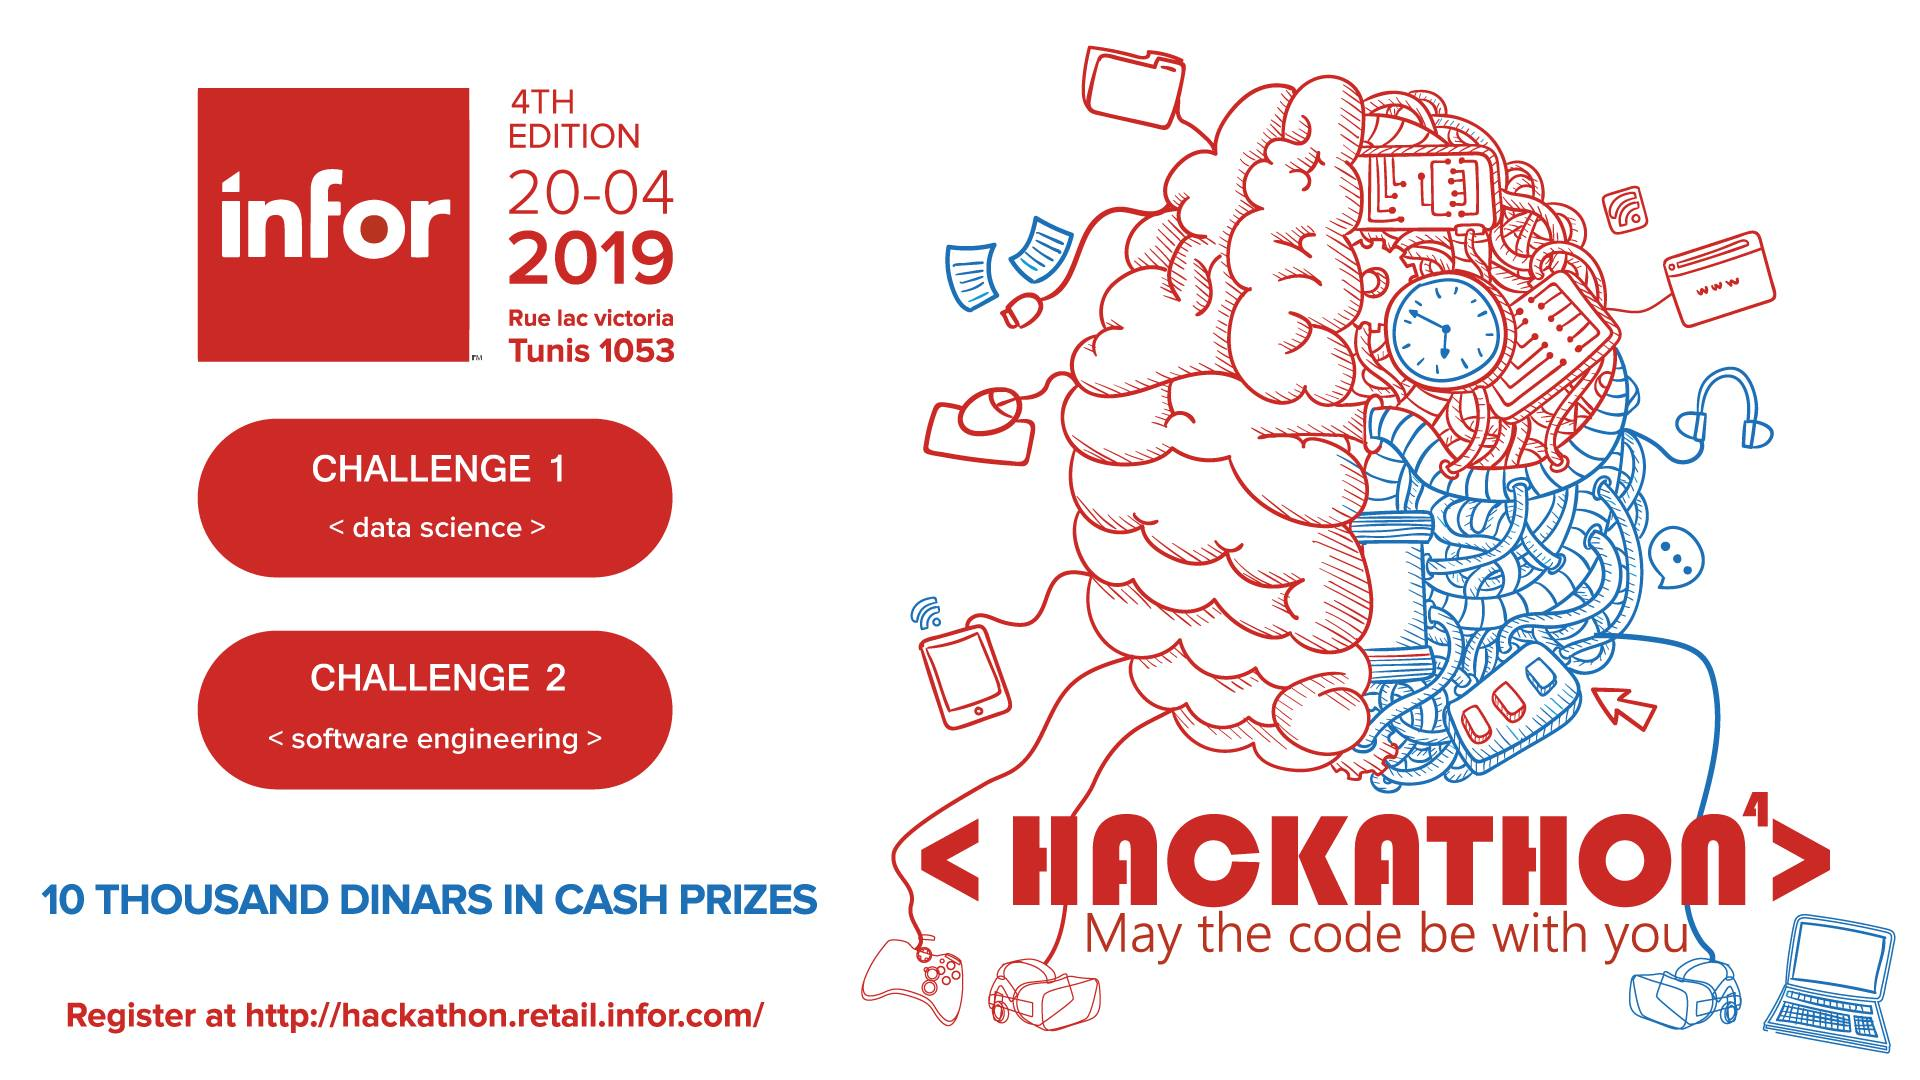 infor
TM
4TH
EDITION
20-04
2019
Rue lac victoria
Tunis 1053
CHALLENGE 1
< data science >
CHALLENGE 2
< software engineering >
10 THOUSAND DINARS IN CASH PRIZES
Register at http://hackathon.retail.infor.com/
www
< HACKATHON⁴ >
May the code be with you